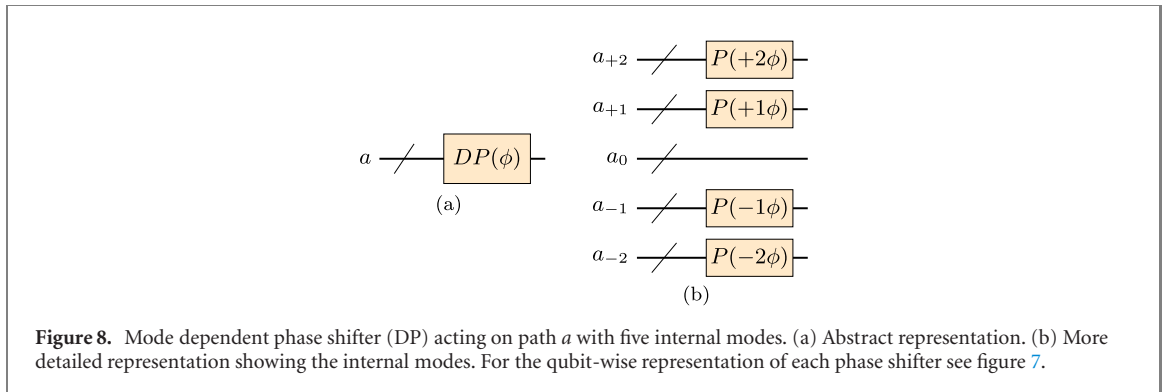 a₊₂ P(+2ϕ)
a₊₁ P(+1ϕ)
a DP(ϕ) a₀
(a)
a₋₁ P(−1ϕ)
a₋₂ P(−2ϕ)
(b)
Figure 8. Mode dependent phase shifter (DP) acting on path a with five internal modes. (a) Abstract representation. (b) More
detailed representation showing the internal modes. For the qubit-wise representation of each phase shifter see figure 7.